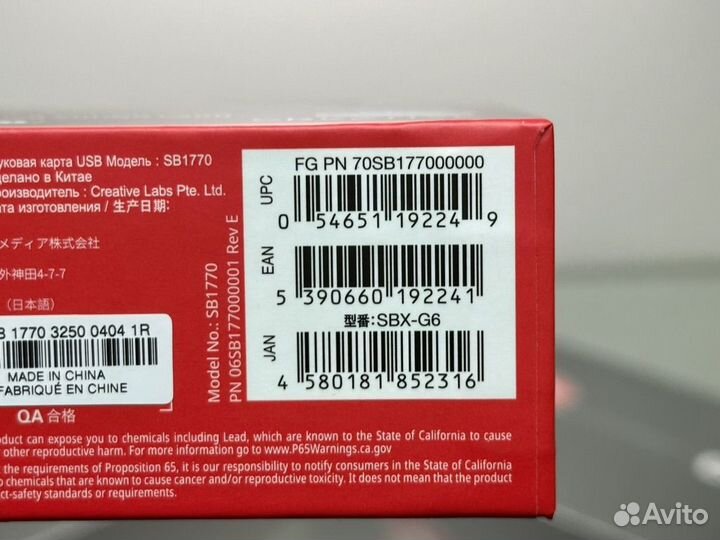 уковая карта USB Модель : SB1770
делано в Китае
роизводитель : Creative Labs Pte. Ltd.
ата изготовления / 生产日期:
メディア株式会社
外神田4-7-7
(日本語)
1770 3250 0404 1R
MADE IN CHINA
FABRIQUÉ EN CHINE
QA 合格
Model No.: SB1770
PN 06SB177000001 Rev E
FG PN 70SB177000000
UPC
0 54651 19224 9
EAN
5 390660 192241
型番:SBX-G6
JAN
4 580181 852316
oduct can expose you to chemicals including Lead, which are known to the State of California to cause
other reproductive harm. For more information go to www.P65Warnings.ca.gov
the requirements of Proposition 65, it is our responsibility to notify consumers in the State of California
chemicals that are known to cause cancer and/or reproductive toxicity. It does not mean that the product
ct-safety standards or requirements.
Avito